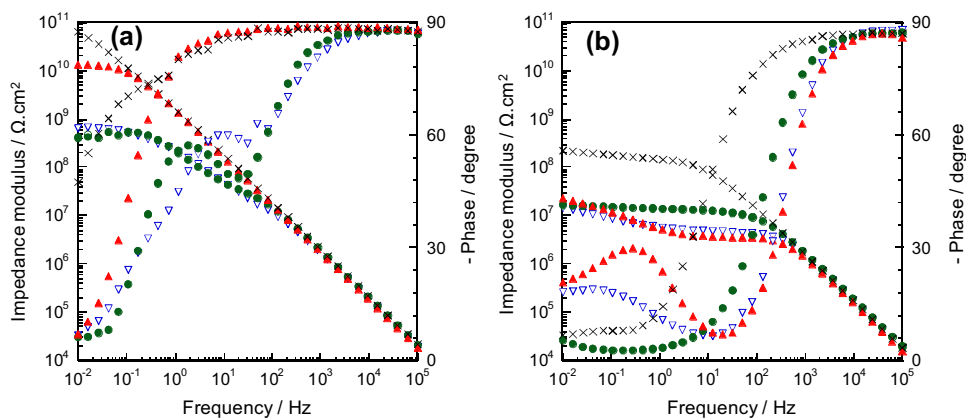 (a)
Impedance modulus / Ω.cm²
10¹¹
10¹⁰
10⁹
10⁸
10⁷
10⁶
10⁵
10⁴
90
60
30
0
- Phase / degree
10⁻² 10⁻¹ 10⁰ 10¹ 10² 10³ 10⁴ 10⁵
Frequency / Hz
(b)
Impedance modulus / Ω.cm²
10¹¹
10¹⁰
10⁹
10⁸
10⁷
10⁶
10⁵
10⁴
90
60
30
0
- Phase / degree
10⁻² 10⁻¹ 10⁰ 10¹ 10² 10³ 10⁴ 10⁵
Frequency / Hz